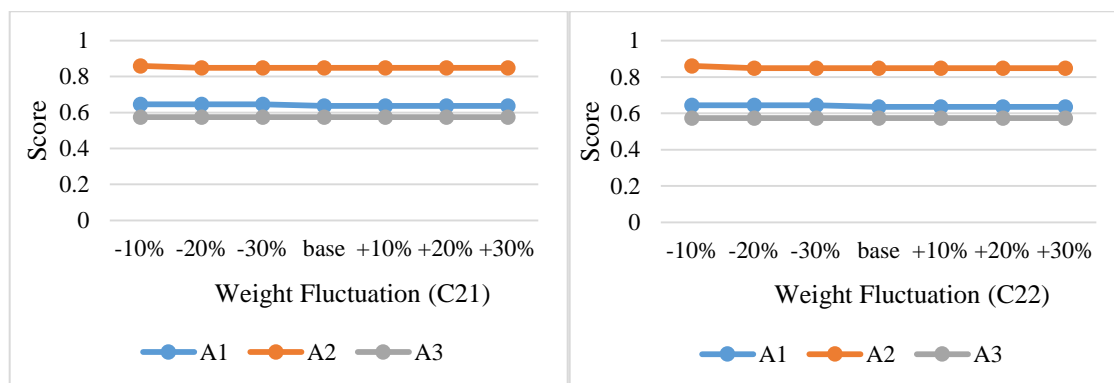 1
0.8
0.6
0.4
0.2
0
Score
-10% -20% -30% base +10% +20% +30%
Weight Fluctuation (C21)
A1 A2 A3
1
0.8
0.6
0.4
0.2
0
Score
-10% -20% -30% base +10% +20% +30%
Weight Fluctuation (C22)
A1 A2 A3